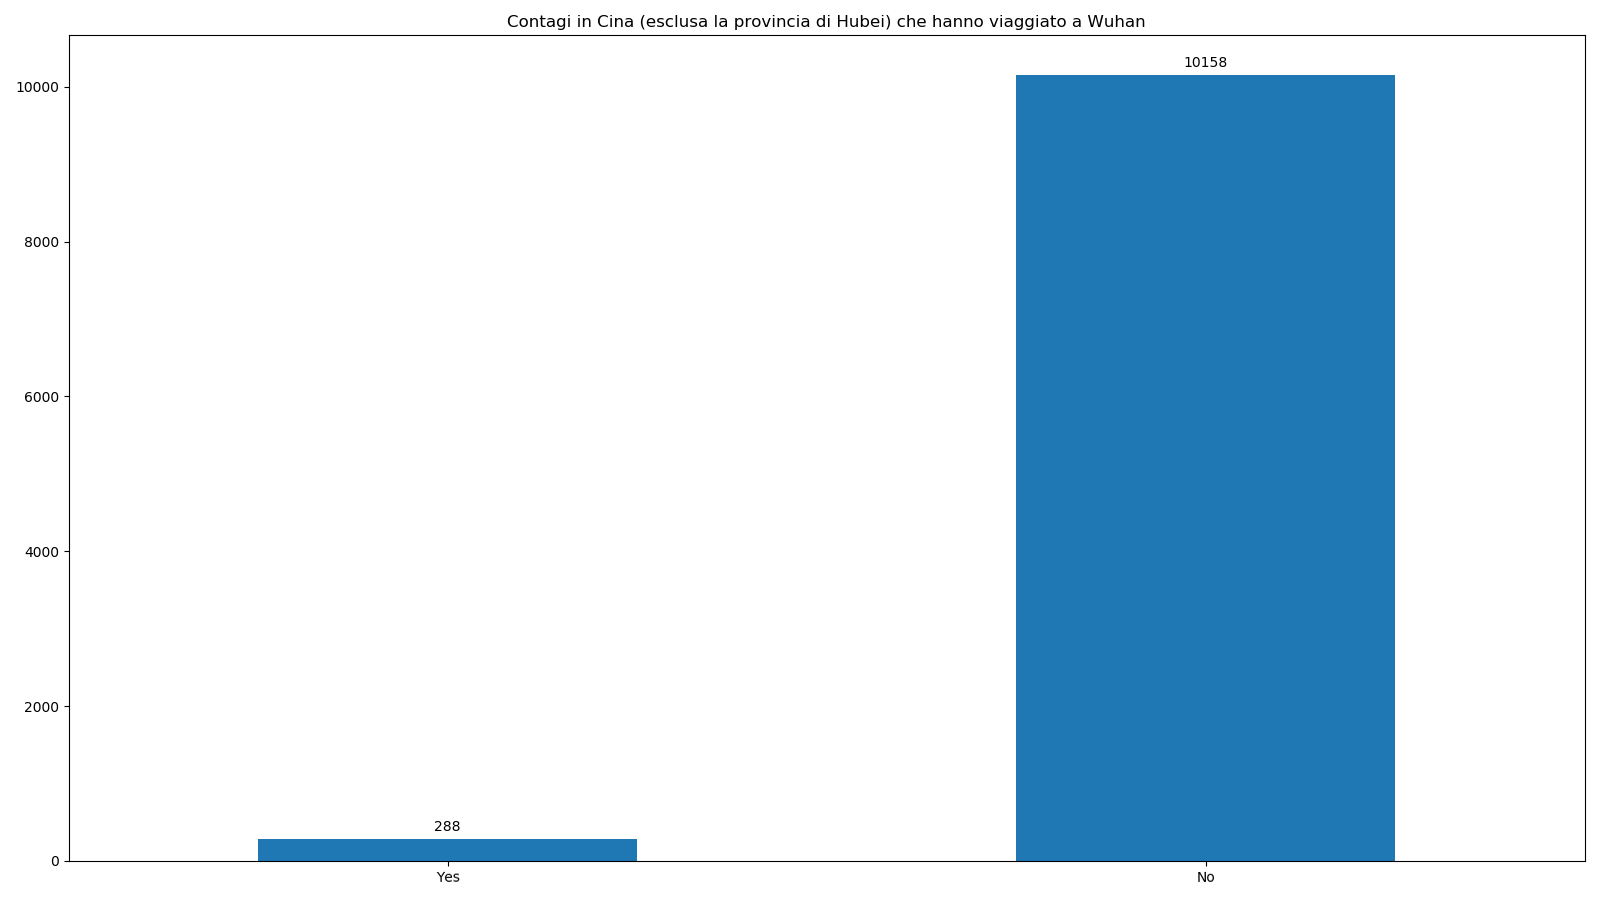 Contagi in Cina (esclusa la provincia di Hubei) che hanno viaggiato a Wuhan
10158
10000
8000
6000
4000
2000
288
0
Yes
No